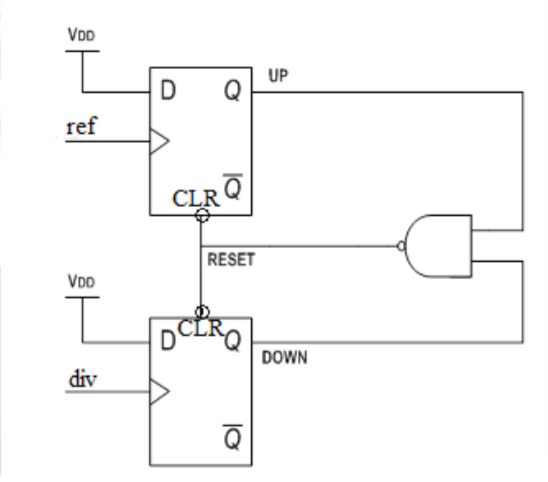 VDD
D Q
UP
ref
Q̅
CLR
RESET
VDD
CLR
D Q
DOWN
div
Q̅